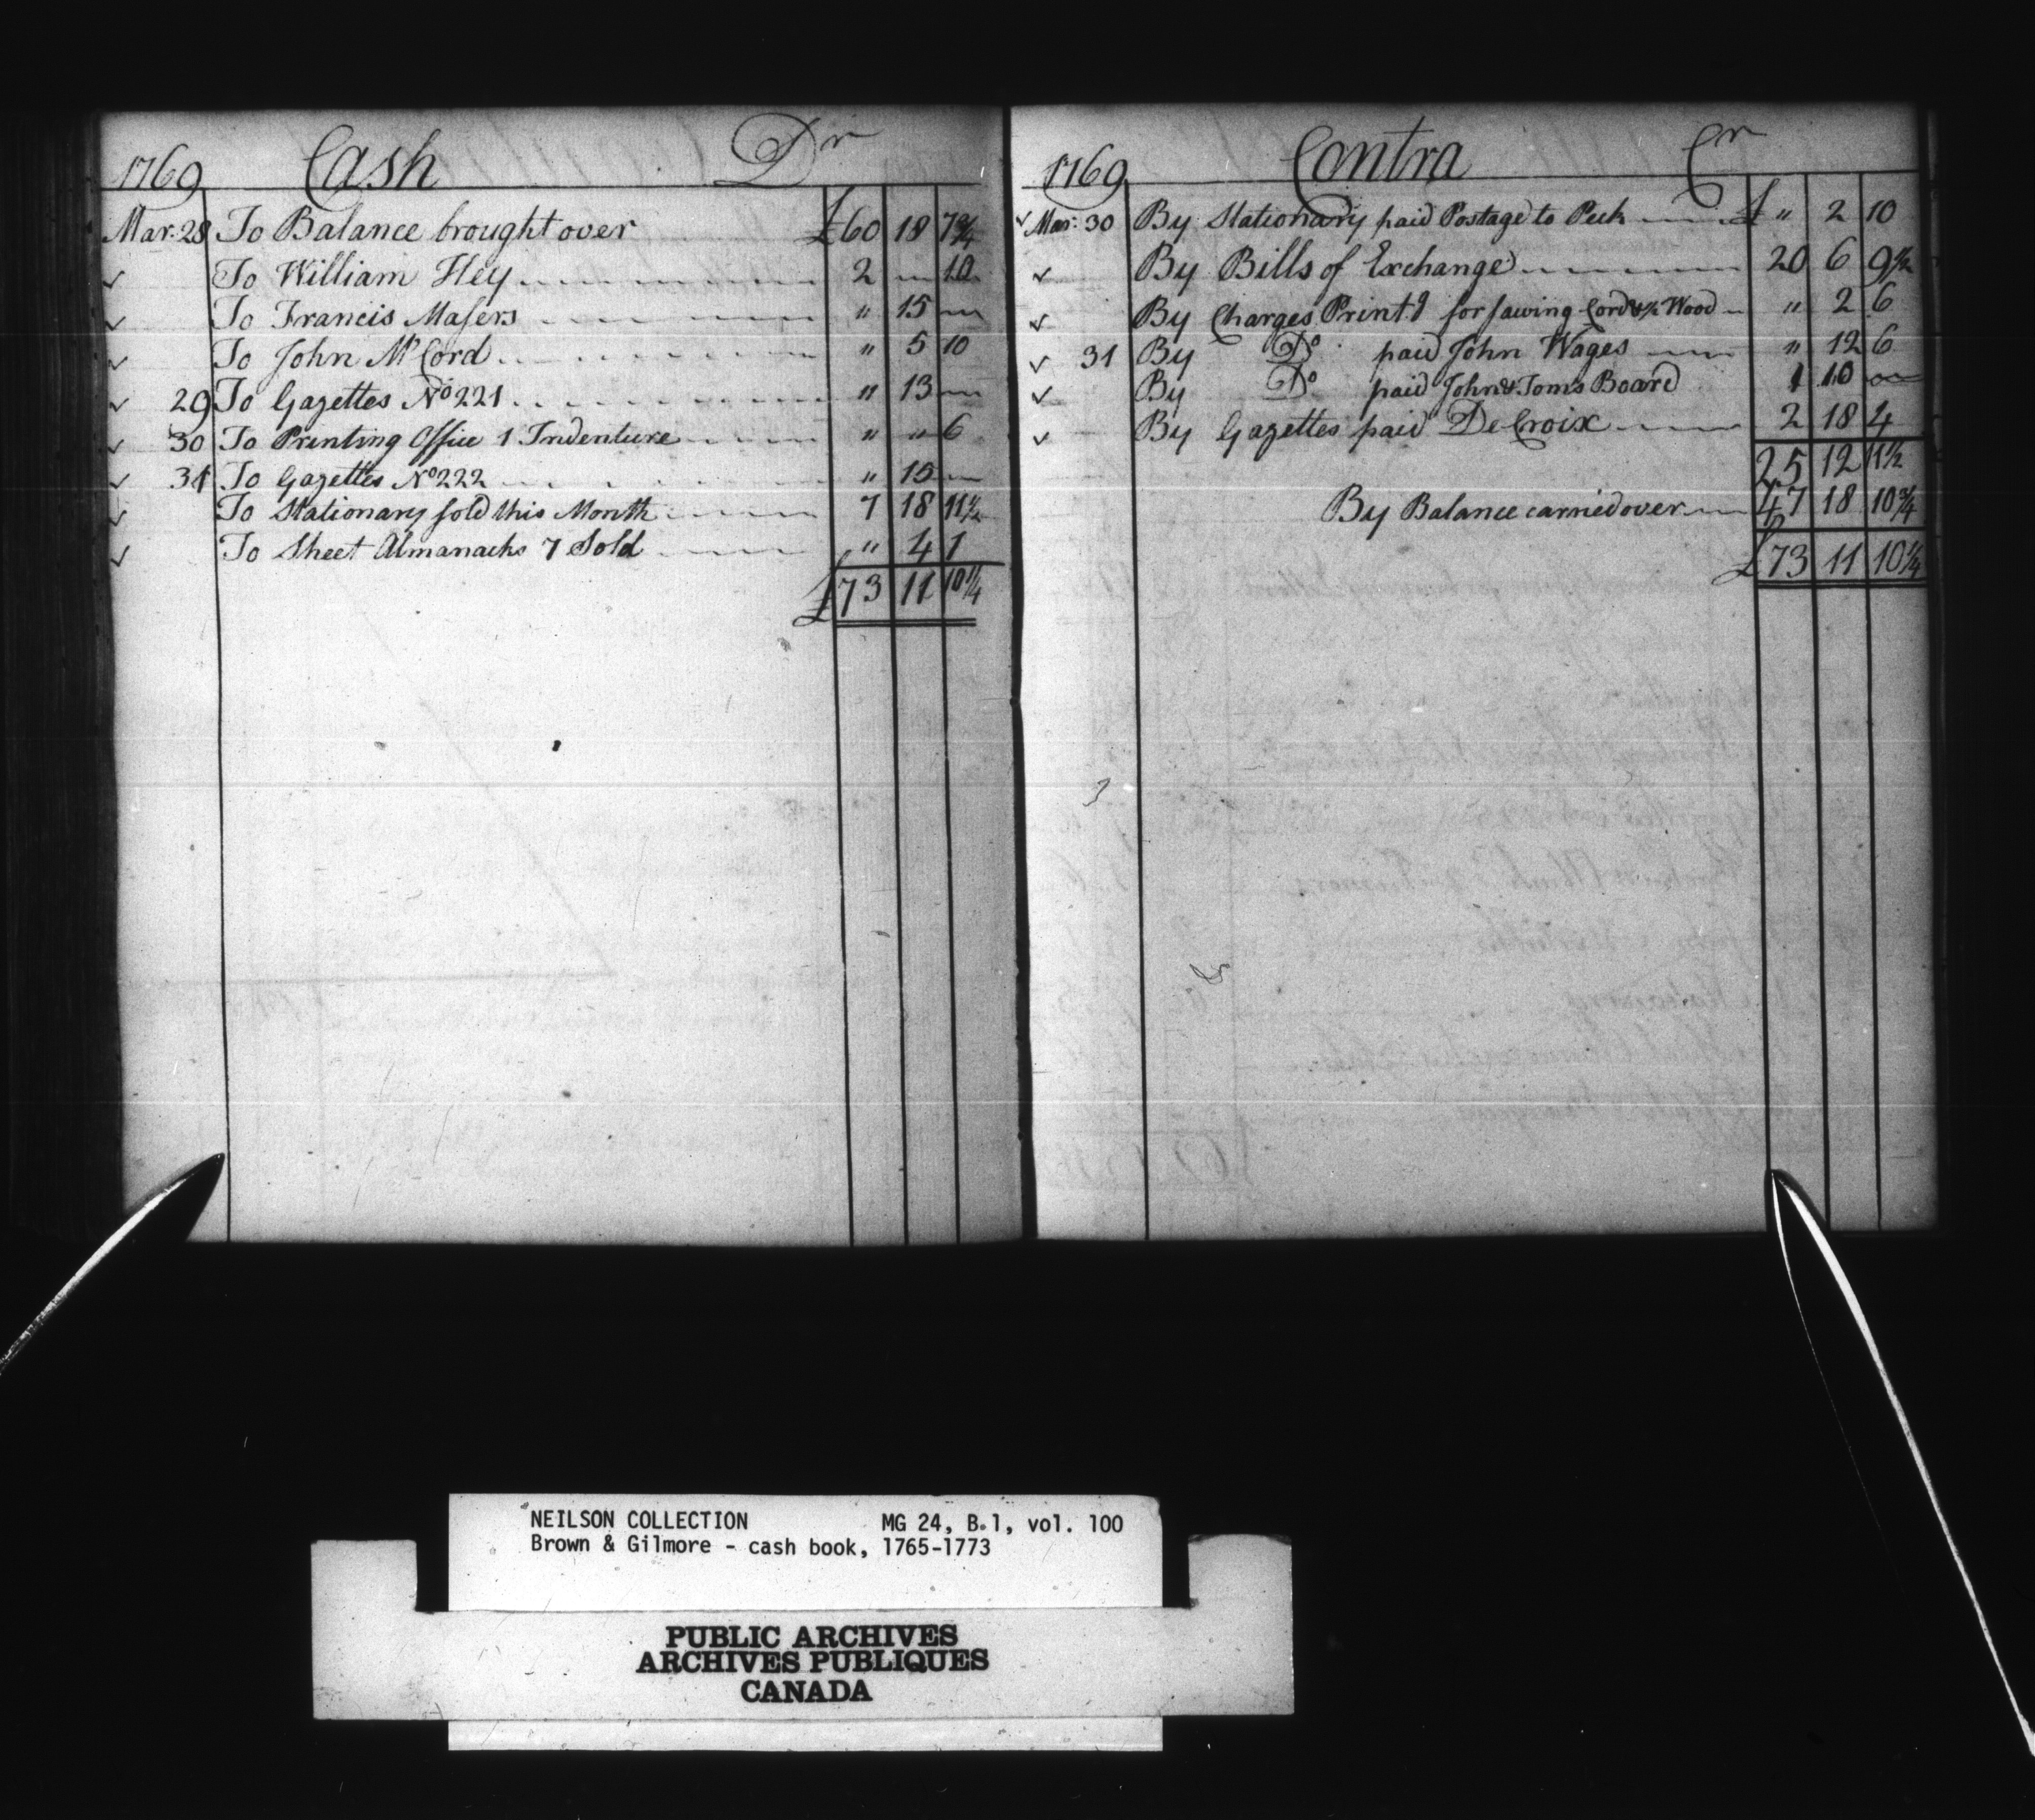 1769 Cash Dr
Mar: 28 To Balance brought over £60 18 7¾
✓ To William Hey 2 — 10
✓ To Francis Maſers " 15 —
✓ To John McCord " 5 10
✓ 29 To Gazettes No 221 " 13 —
✓ 30 To Printing Office 1 Indenture " " 6
✓ 31 To Gazettes No 222 " 15 —
✓ To Stationary ſold this Month 7 18 11½
✓ To Sheet Almanacks 7 Sold " 4 1
£73 11 10¼
1769 Contra Cr
✓ Mar: 30 By Stationary paid Postage to Peck £ " 2 10
✓ By Bills of Exchange 20 6 9½
✓ By Charges Printg for ſawing Cord & ½ Wood " 2 6
✓ 31 By Do paid John Wages " 12 6
✓ By Do paid John & Toms Board 1 10 —
✓ By Gazettes paid DeCroix 2 18 4
25 12 11½
By Balance carried over 47 18 10¾
£73 11 10¼
NEILSON COLLECTION MG 24, B.1, vol. 100
Brown & Gilmore - cash book, 1765-1773
PUBLIC ARCHIVES
ARCHIVES PUBLIQUES
CANADA